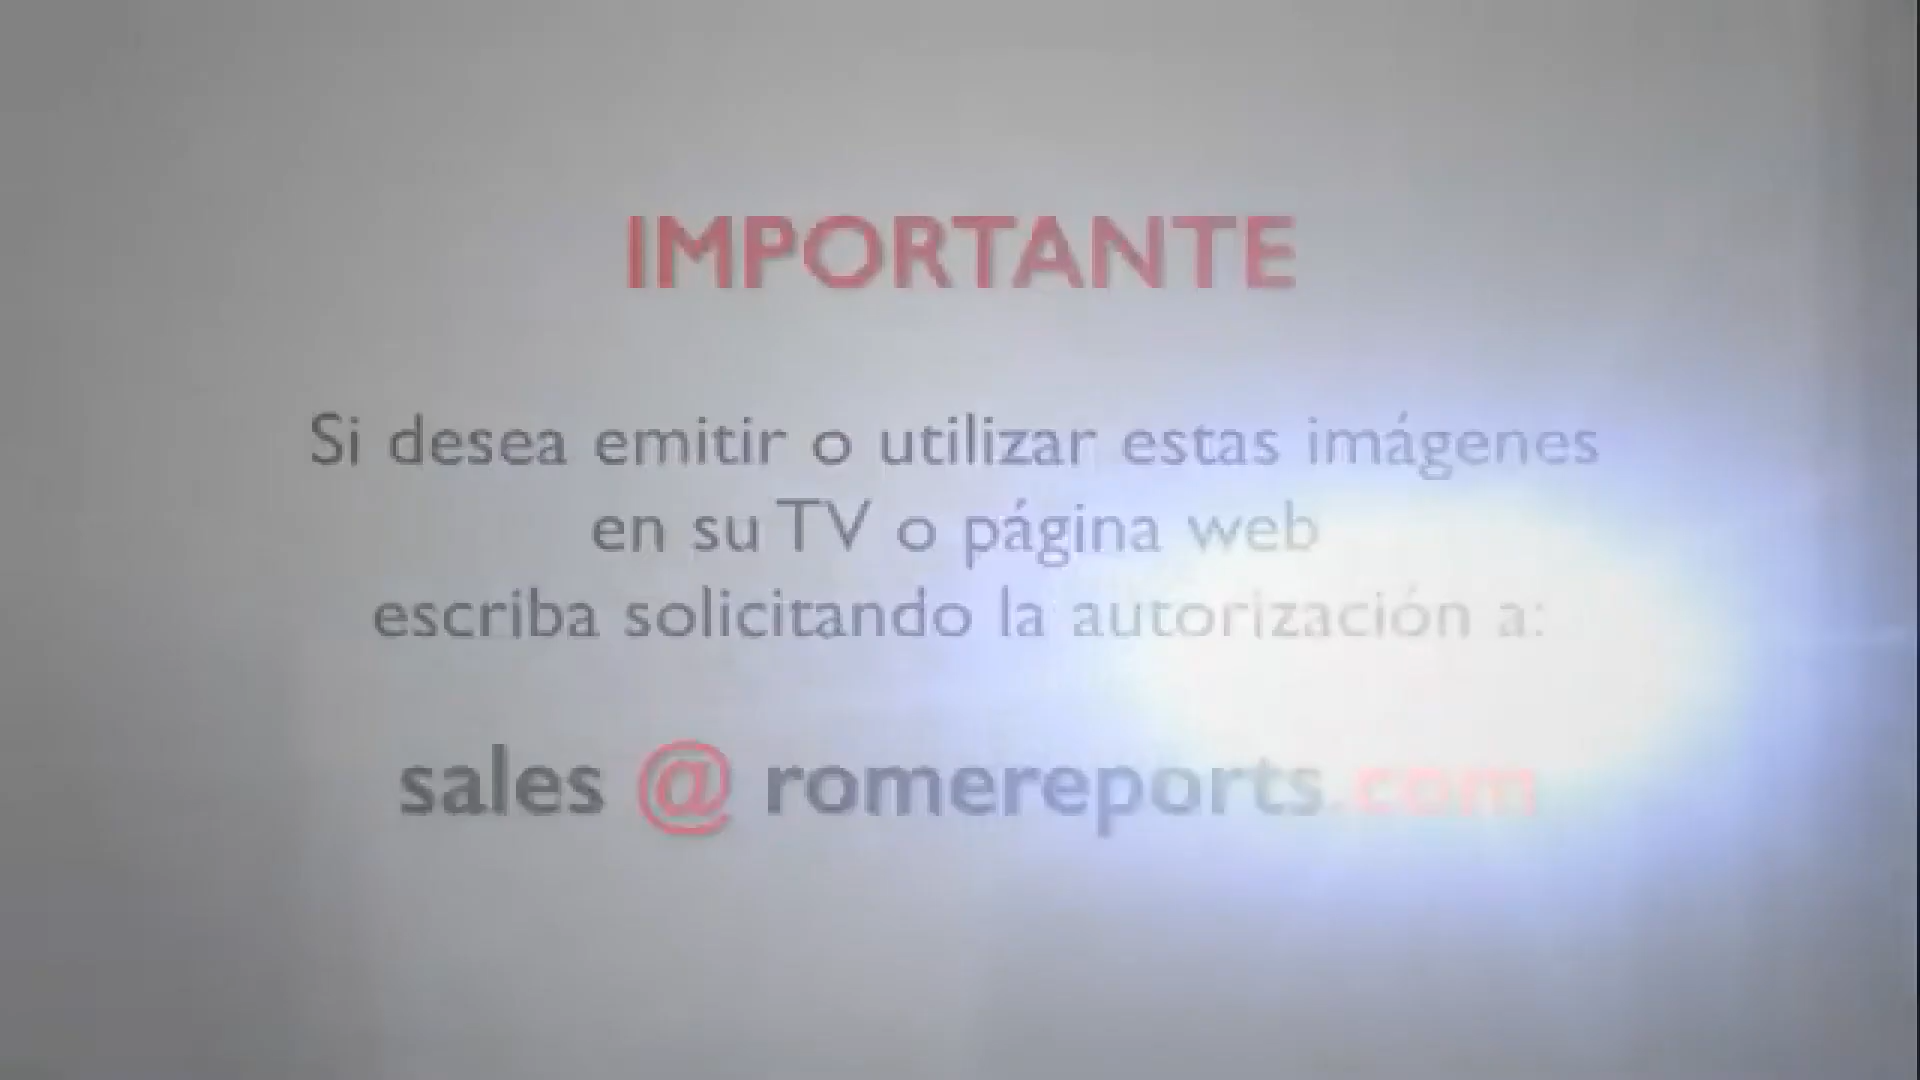 IMPORTANTE
Si desea emitir o utilizar estas imágenes
en su TV o página web
escriba solicitando la autorización a:
sales @ romereports.com